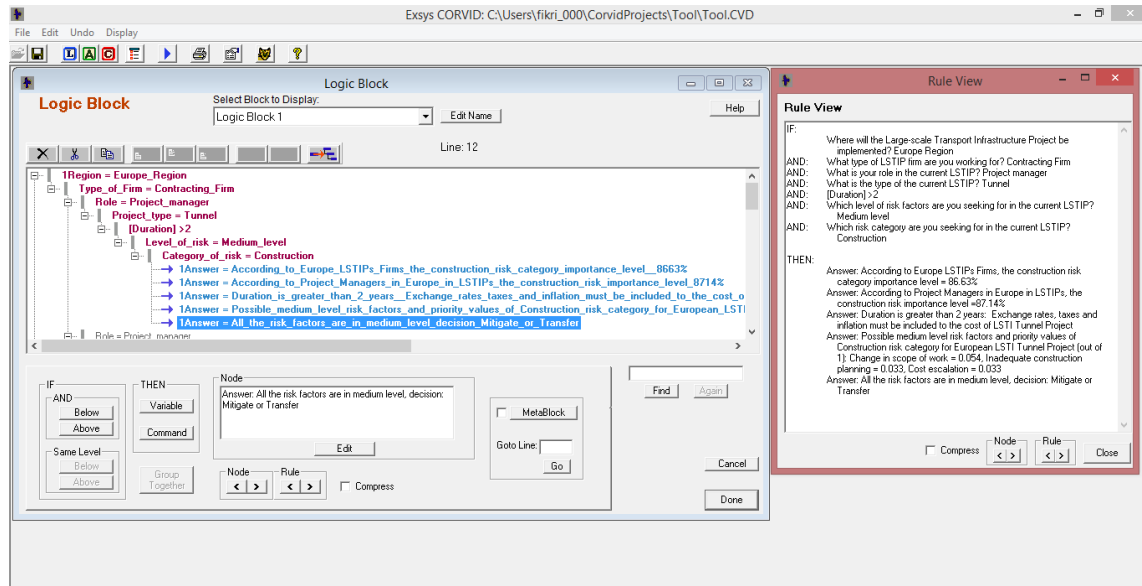 Exsys CORVID: C:\Users\fikri_000\CorvidProjects\Tool\Tool.CVD
File Edit Undo Display
L A C
Logic Block
Logic Block
Select Block to Display:
Logic Block 1
Edit Name
Help
Line: 12
1Region = Europe_Region
Type_of_Firm = Contracting_Firm
Role = Project_manager
Project_type = Tunnel
[Duration] >2
Level_of_risk = Medium_level
Category_of_risk = Construction
1Answer = According_to_Europe_LSTIPs_Firms_the_construction_risk_category_importance_level__8663%
1Answer = According_to_Project_Managers_in_Europe_in_LSTIPs_the_construction_risk_importance_level_8714%
1Answer = Duration_is_greater_than_2_years__Exchange_rates_taxes_and_inflation_must_be_included_to_the_cost_o
1Answer = Possible_medium_level_risk_factors_and_priority_values_of_Construction_risk_category_for_European_LSTI
1Answer = All_the_risk_factors_are_in_medium_level_decision_Mitigate_or_Transfer
Role = Project_manager
IF
AND
Below
Above
Same Level
Below
Above
THEN
Variable
Command
Group
Together
Node
Answer: All the risk factors are in medium level, decision:
Mitigate or Transfer
Edit
Node
< >
Rule
< >
Compress
MetaBlock
Goto Line:
Go
Find
Again
Cancel
Done
Rule View
Rule View
IF:
Where will the Large-scale Transport Infrastructure Project be
implemented? Europe Region
AND: What type of LSTIP firm are you working for? Contracting Firm
AND: What is your role in the current LSTIP? Project manager
AND: What is the type of the current LSTIP? Tunnel
AND: [Duration] >2
AND: Which level of risk factors are you seeking for in the current LSTIP?
Medium level
AND: Which risk category are you seeking for in the current LSTIP?
Construction
THEN:
Answer: According to Europe LSTIPs Firms, the construction risk
category importance level = 86.63%
Answer: According to Project Managers in Europe in LSTIPs, the
construction risk importance level =87.14%
Answer: Duration is greater than 2 years: Exchange rates, taxes and
inflation must be included to the cost of LSTI Tunnel Project
Answer: Possible medium level risk factors and priority values of
Construction risk category for European LSTI Tunnel Project (out of
1): Change in scope of work = 0.054, Inadequate construction
planning = 0.033, Cost escalation = 0.033
Answer: All the risk factors are in medium level, decision: Mitigate or
Transfer
Compress
Node
< >
Rule
< >
Close